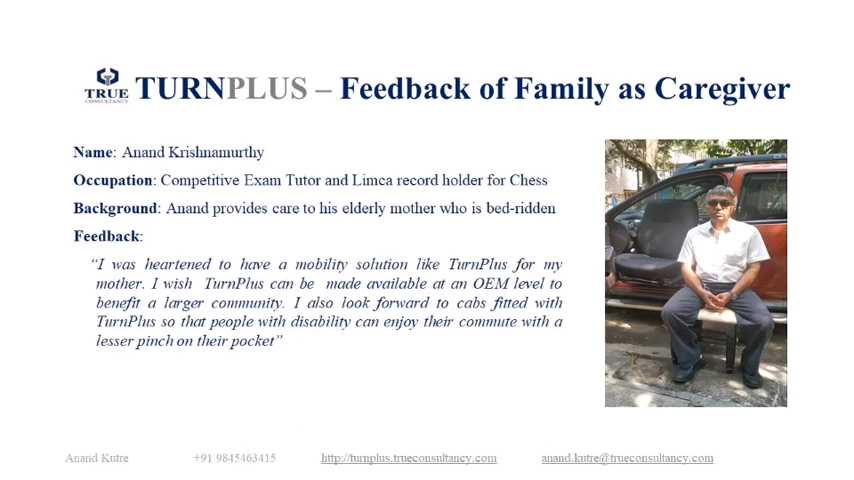 TRUE
CONSULTANCY
TURNPLUS – Feedback of Family as Caregiver
Name: Anand Krishnamurthy
Occupation: Competitive Exam Tutor and Limca record holder for Chess
Background: Anand provides care to his elderly mother who is bed-ridden
Feedback:
“I was heartened to have a mobility solution like TurnPlus for my
mother. I wish TurnPlus can be made available at an OEM level to
benefit a larger community. I also look forward to cabs fitted with
TurnPlus so that people with disability can enjoy their commute with a
lesser pinch on their pocket”
Anand Kutre +91 9845463415 http://turnplus.trueconsultancy.com anand.kutre@trueconsultancy.com